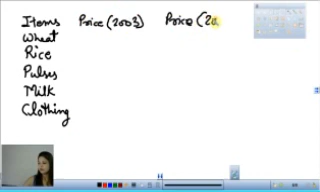 Items Price (2003) Price (20
Wheat
Rice
Pulses
Milk
Clothing